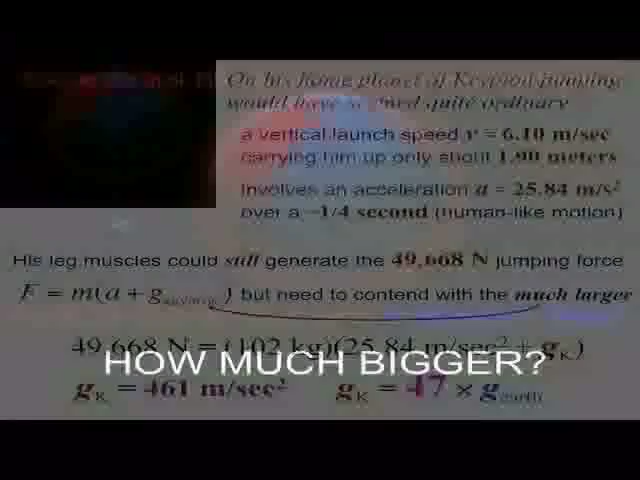 On his home planet of Krypton jumping
would have seemed quite ordinary
a vertical launch speed v = 6.10 m/sec
carrying him up only about 1.90 meters
Involves an acceleration a = 25.84 m/s²
over a ~1/4 second (human-like motion)
His leg muscles could still generate the 49,668 N jumping force
F = m(a + g        ) but need to contend with the much larger
49,668 N = (102 kg)(25.84 m/sec² + gK)
HOW MUCH BIGGER?
gK = 461 m/sec² gK = 47 × gearth